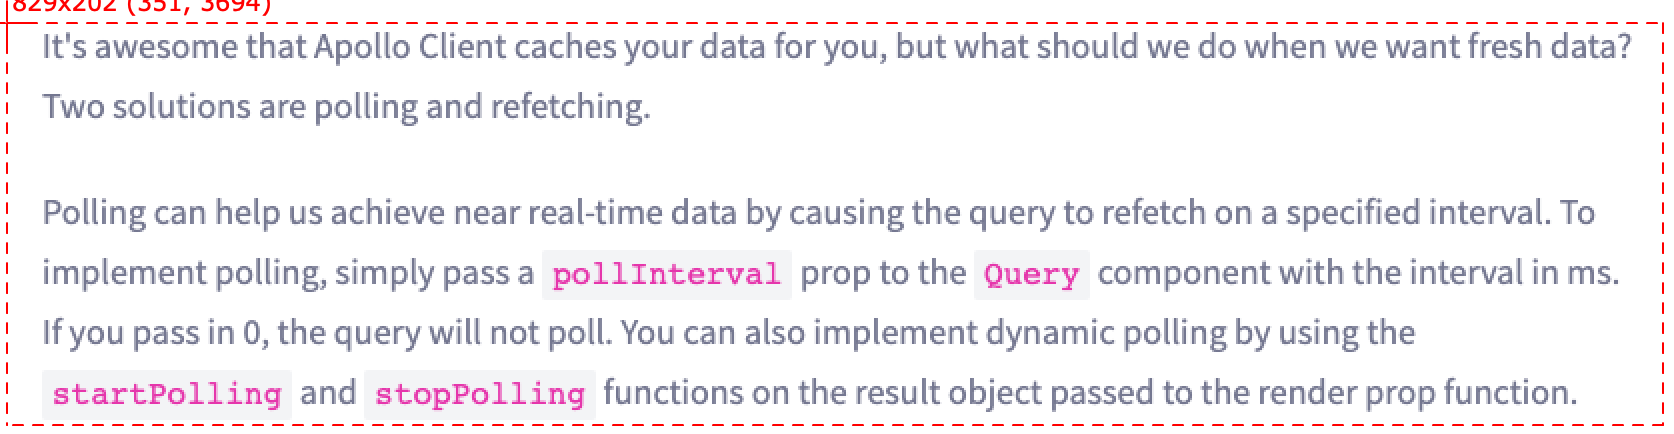 829x202 (351, 3694)
It's awesome that Apollo Client caches your data for you, but what should we do when we want fresh data?
Two solutions are polling and refetching.
Polling can help us achieve near real-time data by causing the query to refetch on a specified interval. To
implement polling, simply pass a pollInterval prop to the Query component with the interval in ms.
If you pass in 0, the query will not poll. You can also implement dynamic polling by using the
startPolling and stopPolling functions on the result object passed to the render prop function.